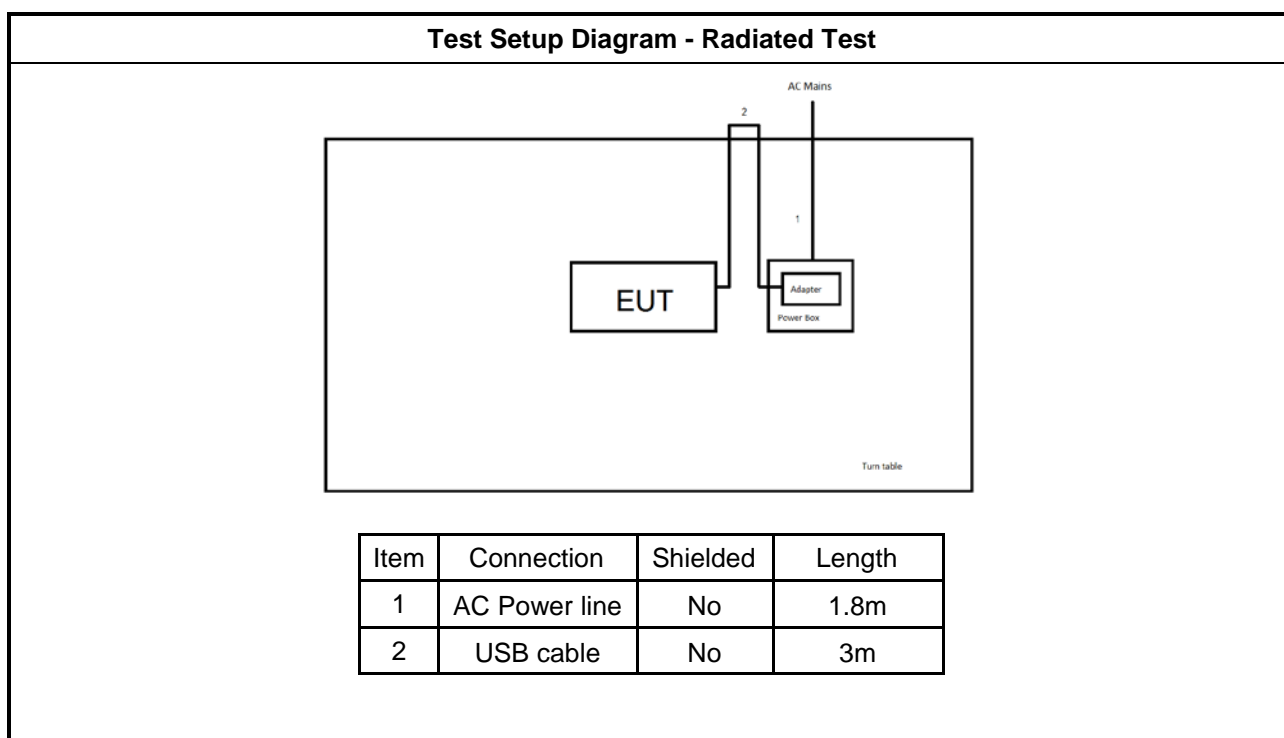 Test Setup Diagram - Radiated Test
AC Mains
2
1
EUT
Adapter
Power Box
Turn table
Item Connection Shielded Length
1 AC Power line No 1.8m
2 USB cable No 3m